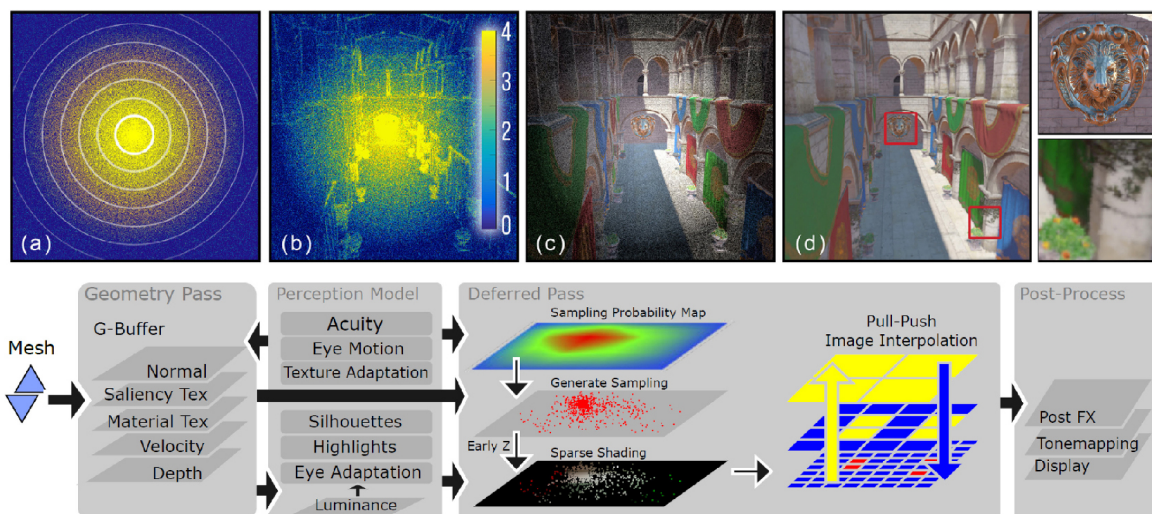 (a)
(b)
4
3
2
1
0
(c)
(d)
Geometry Pass
Perception Model
Deferred Pass
Post-Process
Mesh
G-Buffer
Normal
Saliency Tex
Material Tex
Velocity
Depth
Acuity
Eye Motion
Texture Adaptation
Silhouettes
Highlights
Eye Adaptation
Luminance
Sampling Probability Map
Generate Sampling
Early Z
Sparse Shading
Pull-Push
Image Interpolation
Post FX
Tonemapping
Display